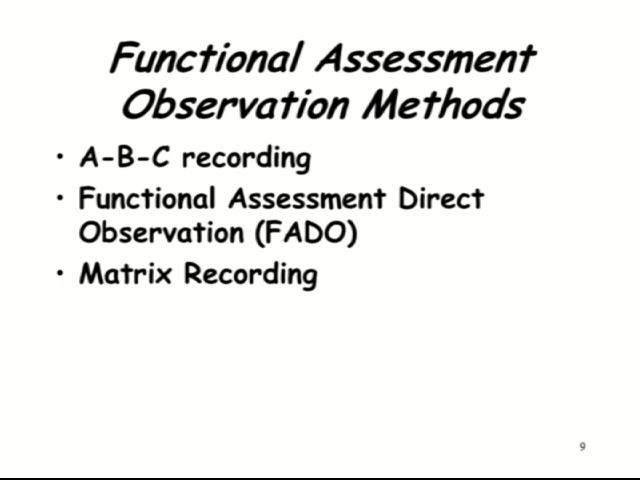 Functional Assessment
Observation Methods
• A-B-C recording
• Functional Assessment Direct
Observation (FADO)
• Matrix Recording
9